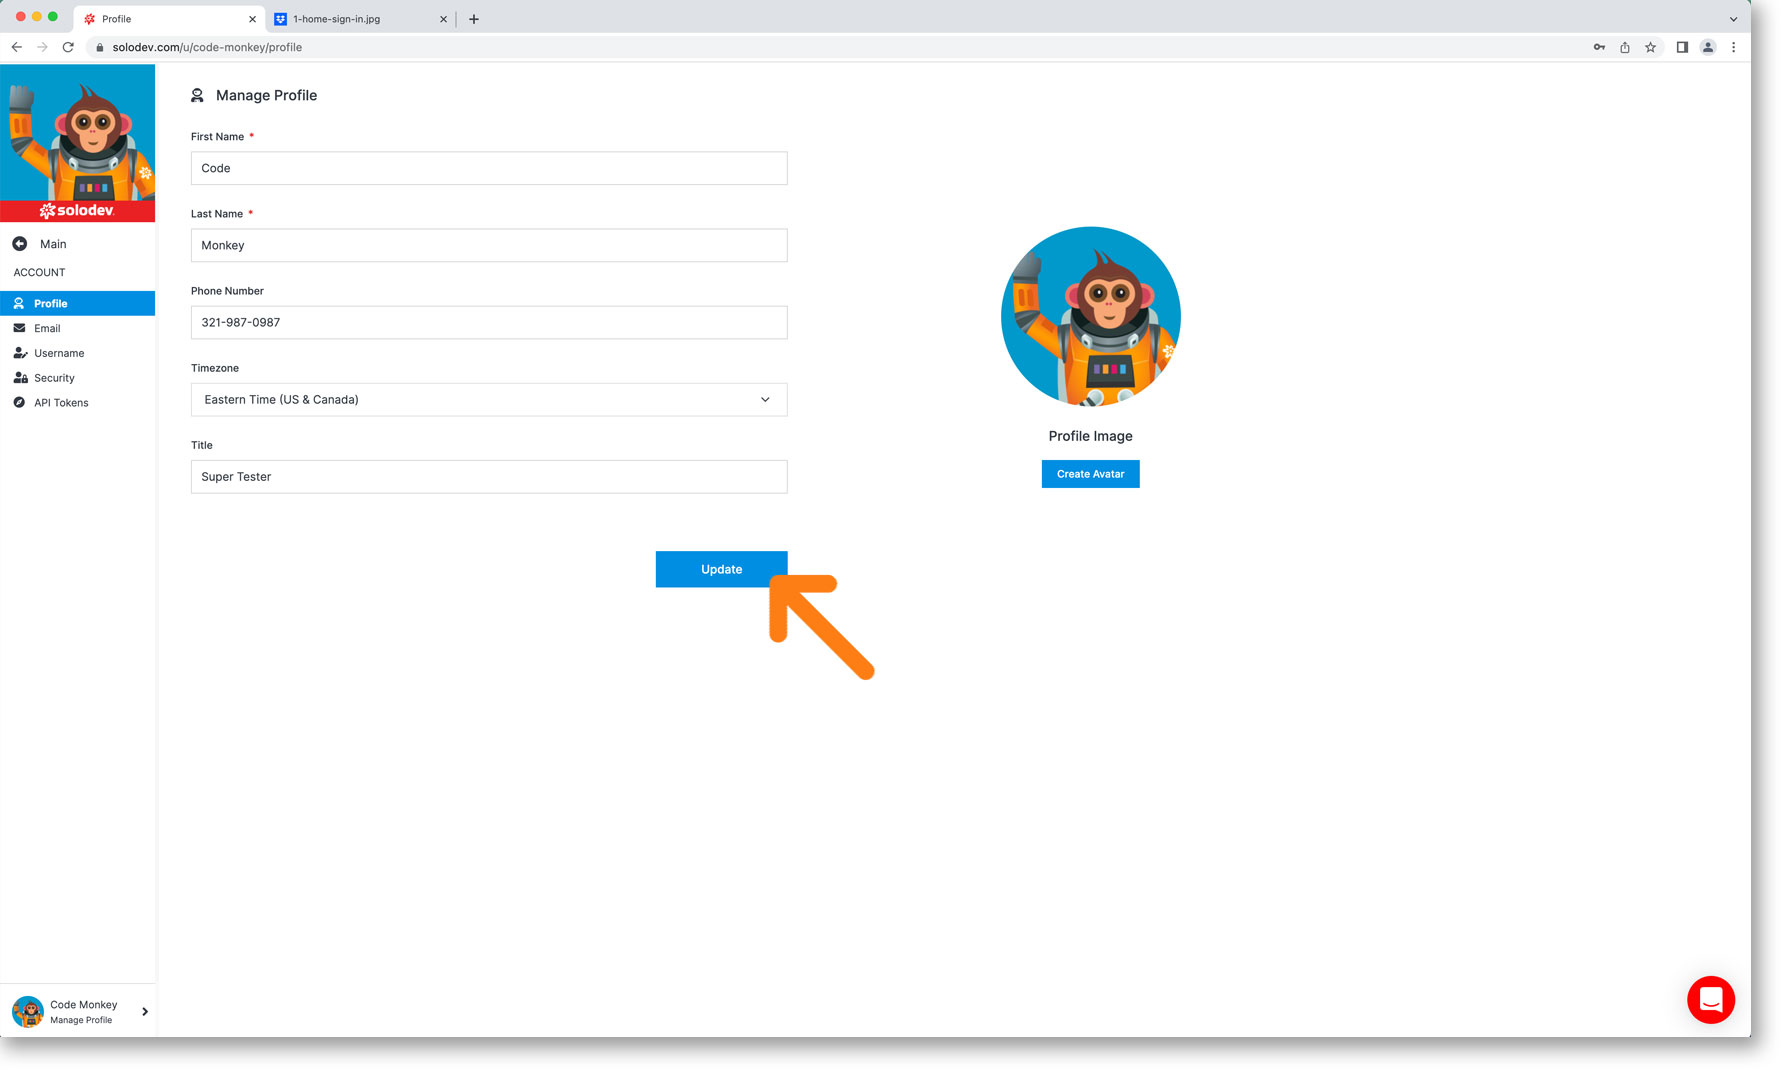 Profile
1-home-sign-in.jpg
solodev.com/u/code-monkey/profile
solodev
Main
ACCOUNT
Profile
Email
Username
Security
API Tokens
Manage Profile
First Name *
Code
Last Name *
Monkey
Phone Number
321-987-0987
Timezone
Eastern Time (US & Canada)
Title
Super Tester
Update
Profile Image
Create Avatar
Code Monkey
Manage Profile